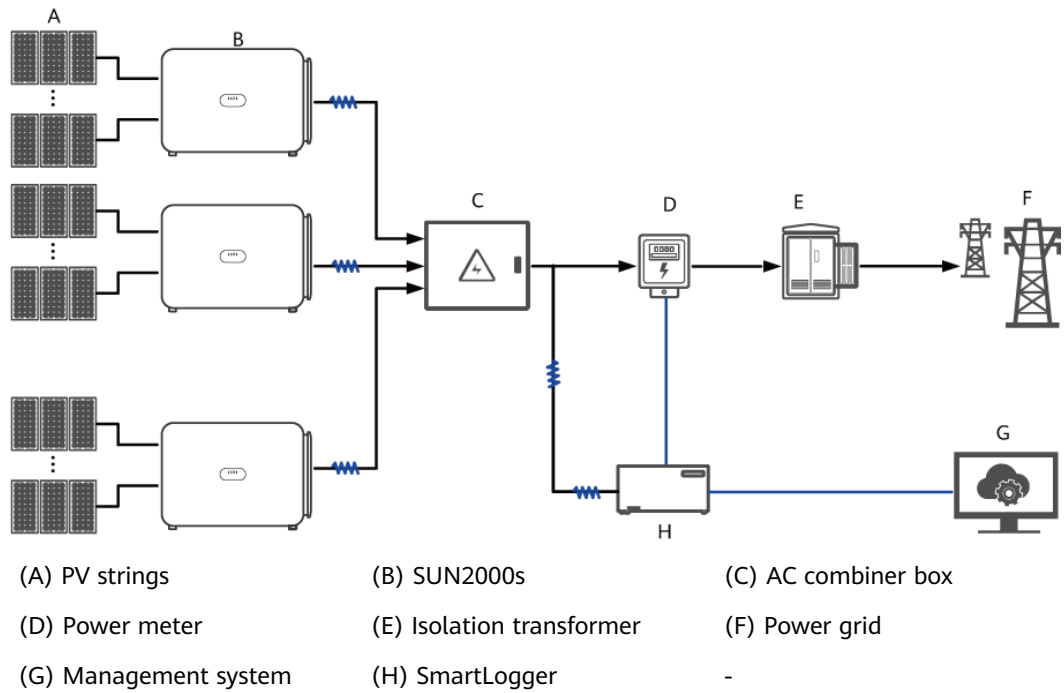 A
B
C
D
E
F
G
H
(A) PV strings (B) SUN2000s (C) AC combiner box
(D) Power meter (E) Isolation transformer (F) Power grid
(G) Management system (H) SmartLogger -